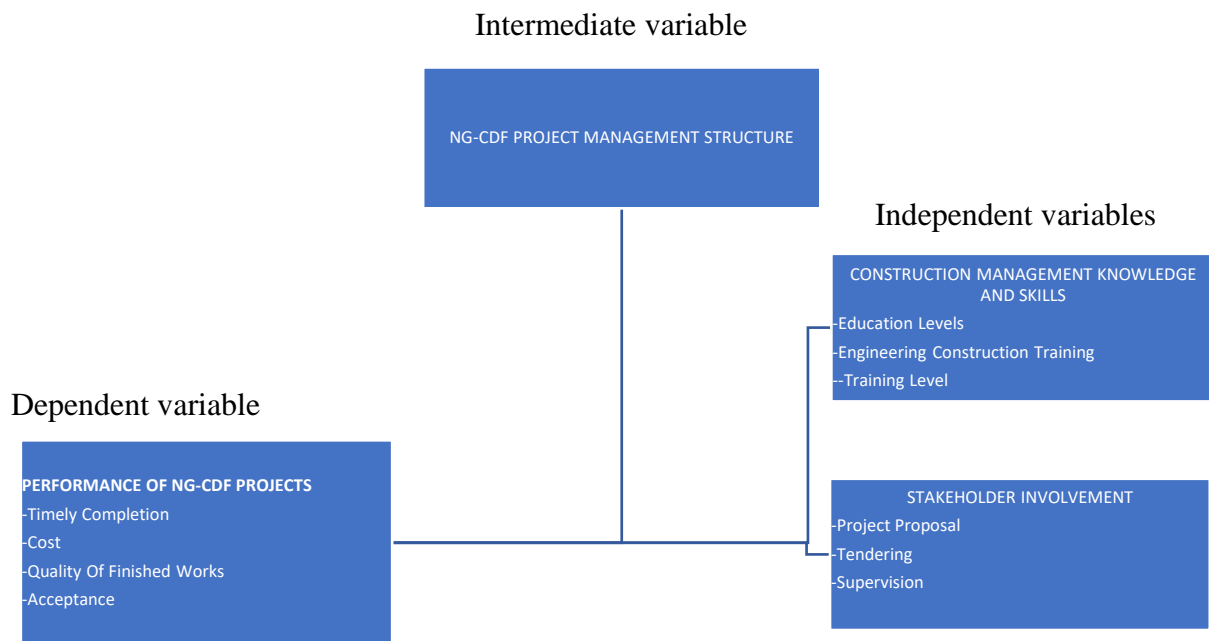 Intermediate variable
NG-CDF PROJECT MANAGEMENT STRUCTURE
Independent variables
CONSTRUCTION MANAGEMENT KNOWLEDGE
AND SKILLS
-Education Levels
-Engineering Construction Training
--Training Level
Dependent variable
PERFORMANCE OF NG-CDF PROJECTS
-Timely Completion
-Cost
-Quality Of Finished Works
-Acceptance
STAKEHOLDER INVOLVEMENT
-Project Proposal
-Tendering
-Supervision